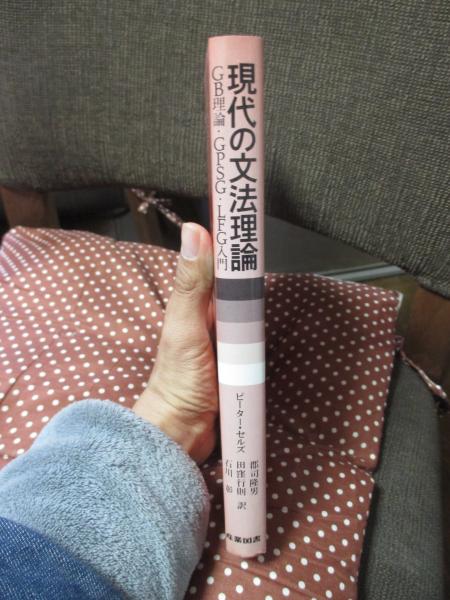 現代の文法理論
GB理論・GPSG・LFG入門
ピーター・セルズ
郡司隆男
田窪行則 訳
石川 彰
産業図書